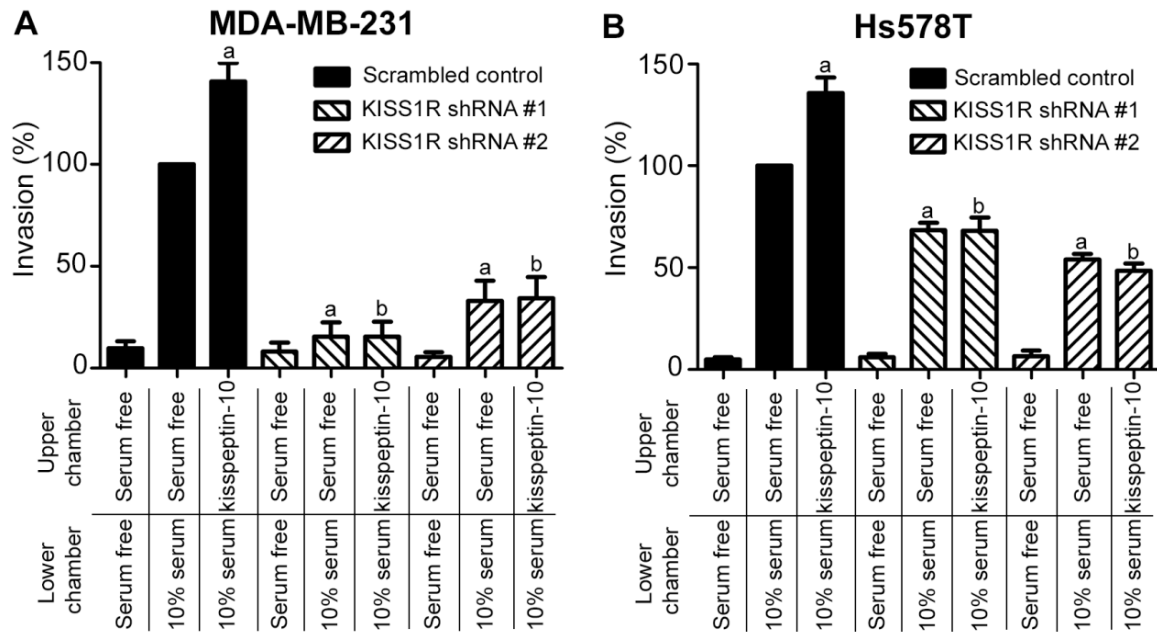 A
MDA-MB-231
Invasion (%)
150
100
50
0
a
a
b
a
b
Scrambled control
KISS1R shRNA #1
KISS1R shRNA #2
Upper
chamber
Serum free
Serum free
kisspeptin-10
Serum free
Serum free
kisspeptin-10
Serum free
Serum free
kisspeptin-10
Lower
chamber
Serum free
10% serum
10% serum
Serum free
10% serum
10% serum
Serum free
10% serum
10% serum
B
Hs578T
Invasion (%)
150
100
50
0
a
a
b
a
b
Scrambled control
KISS1R shRNA #1
KISS1R shRNA #2
Upper
chamber
Serum free
Serum free
kisspeptin-10
Serum free
Serum free
kisspeptin-10
Serum free
Serum free
kisspeptin-10
Lower
chamber
Serum free
10% serum
10% serum
Serum free
10% serum
10% serum
Serum free
10% serum
10% serum